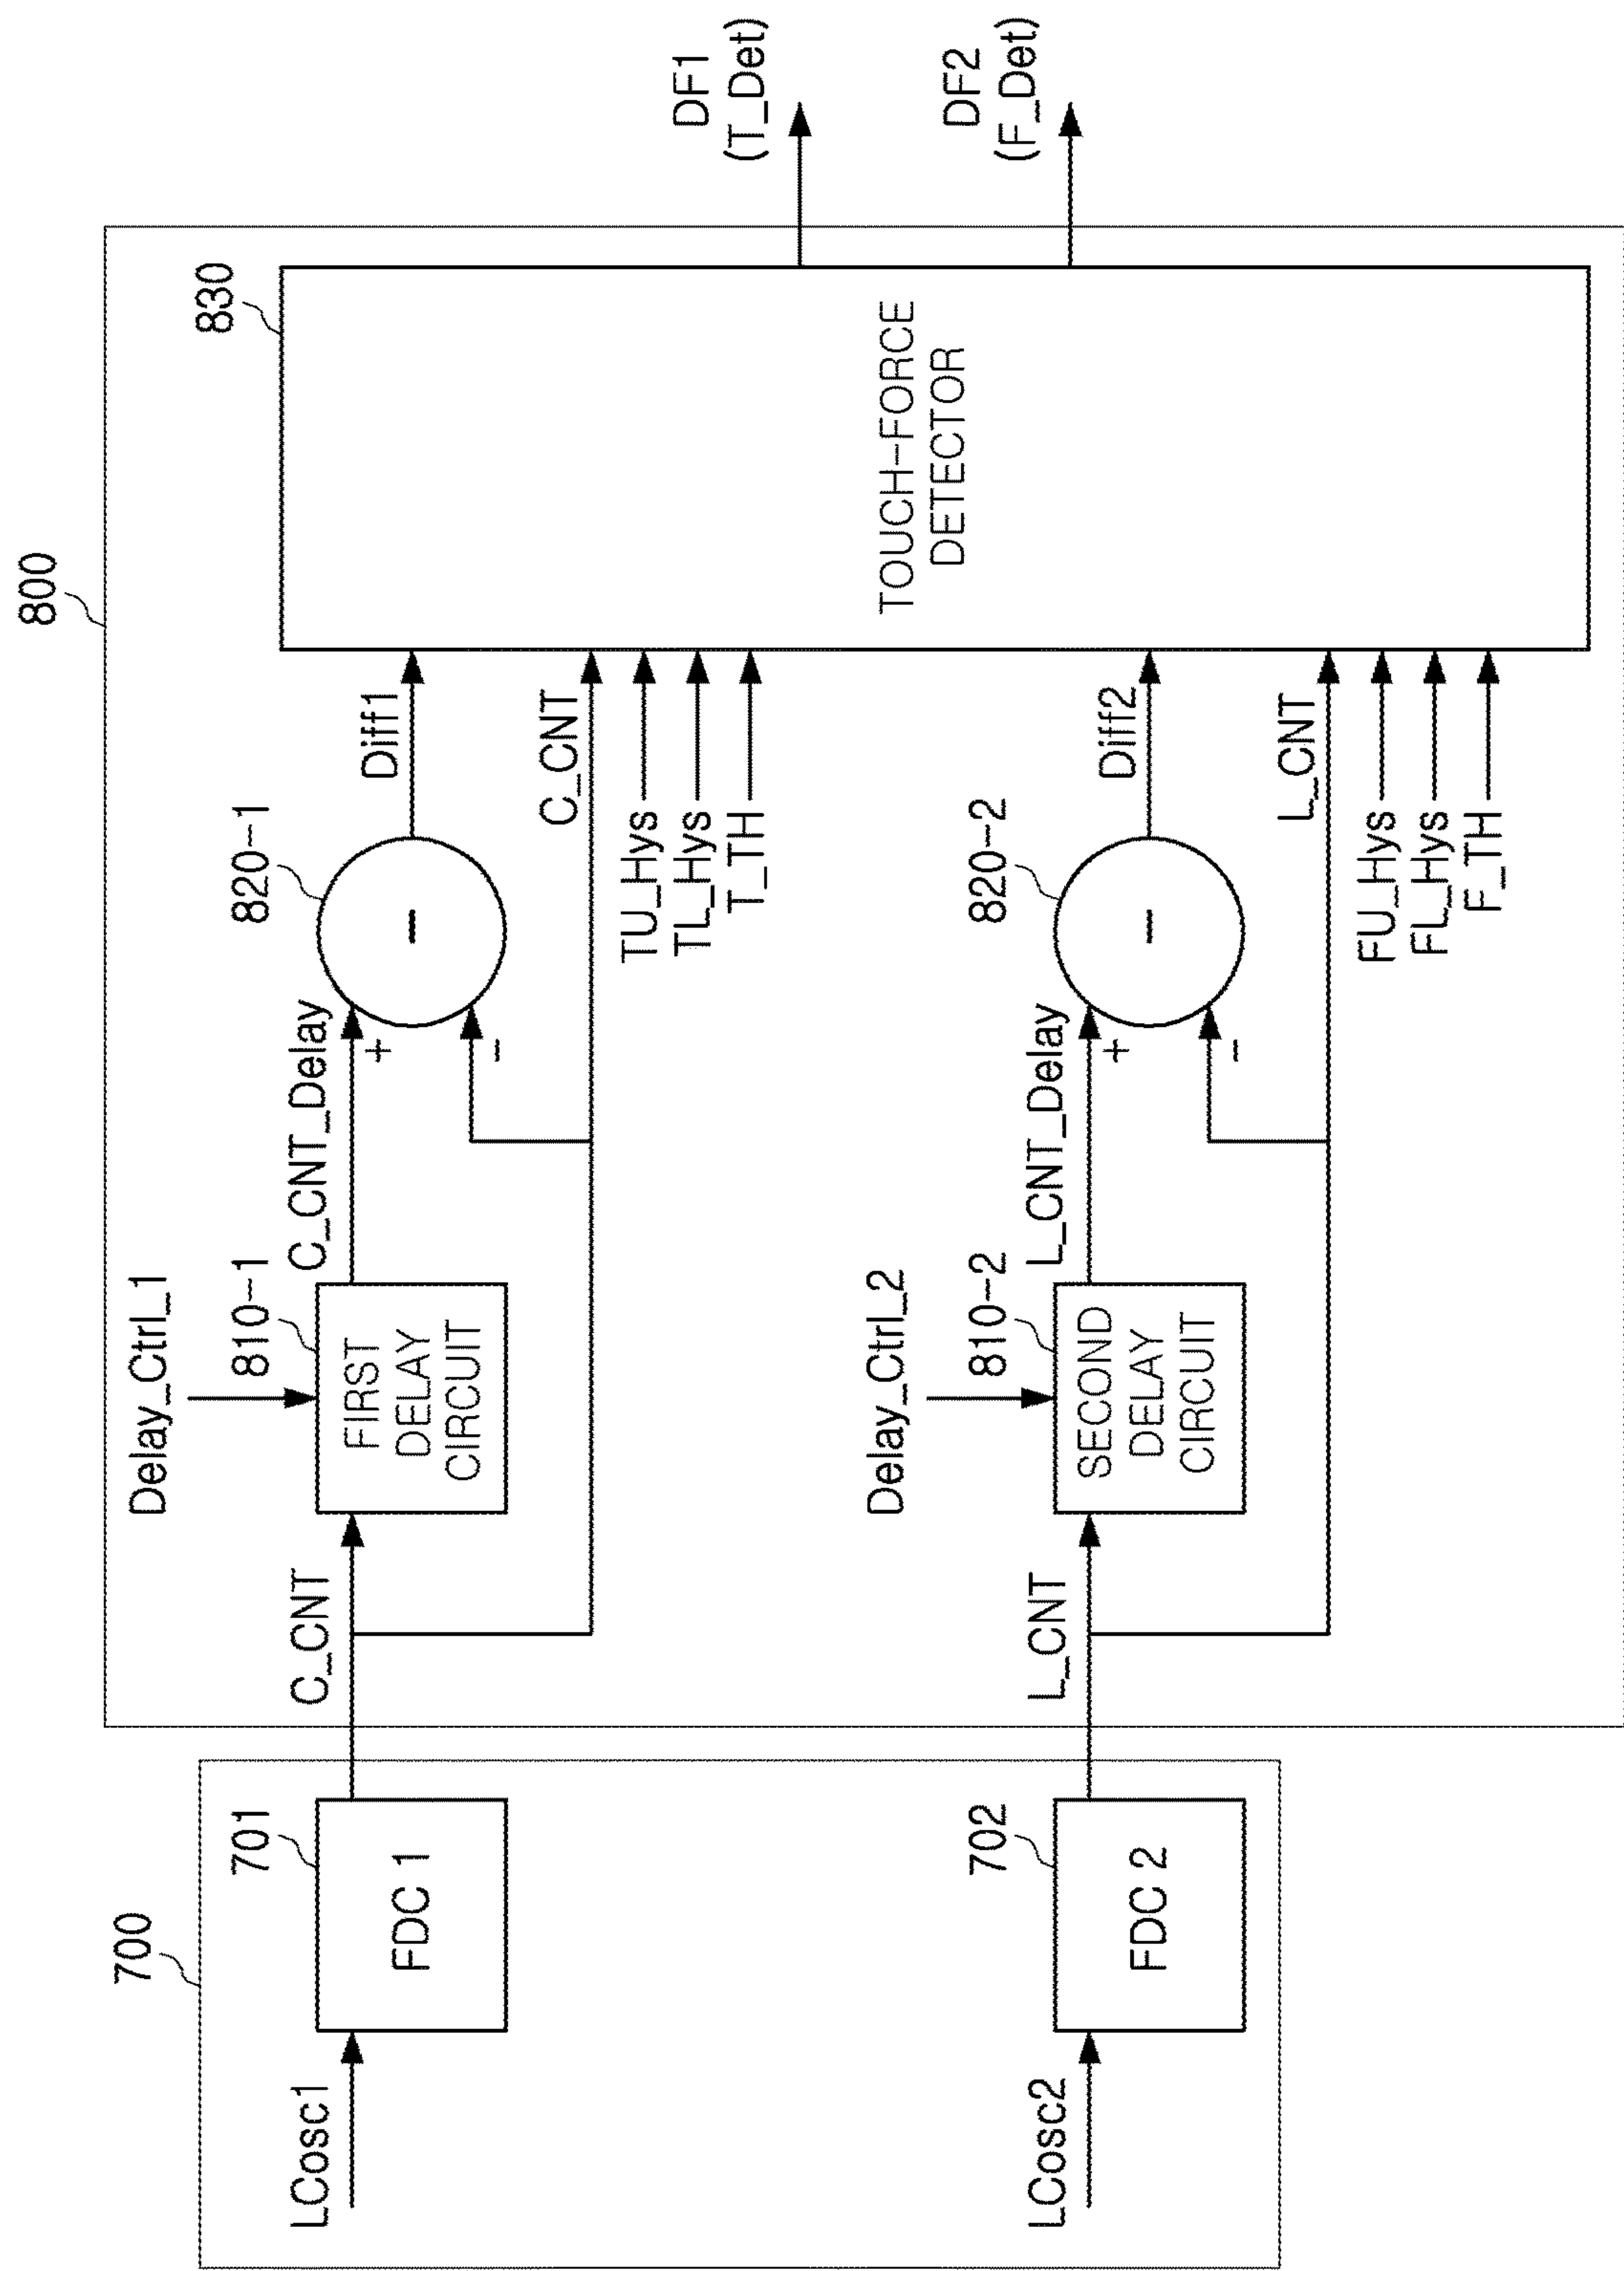 800
700
Delay_Ctrl_1
701
810-1
820-1
830
C_CNT
C_CNT_Delay
Diff1
LCosc1
FDC 1
FIRST
DELAY
CIRCUIT
+
-
-
C_CNT
TU_Hys
TL_Hys
T_TH
DF1
(T_Det)
TOUCH-FORCE
DETECTOR
DF2
(F_Det)
Delay_Ctrl_2
702
810-2
820-2
L_CNT
L_CNT_Delay
Diff2
LCosc2
FDC 2
SECOND
DELAY
CIRCUIT
+
-
-
L_CNT
FU_Hys
FL_Hys
F_TH